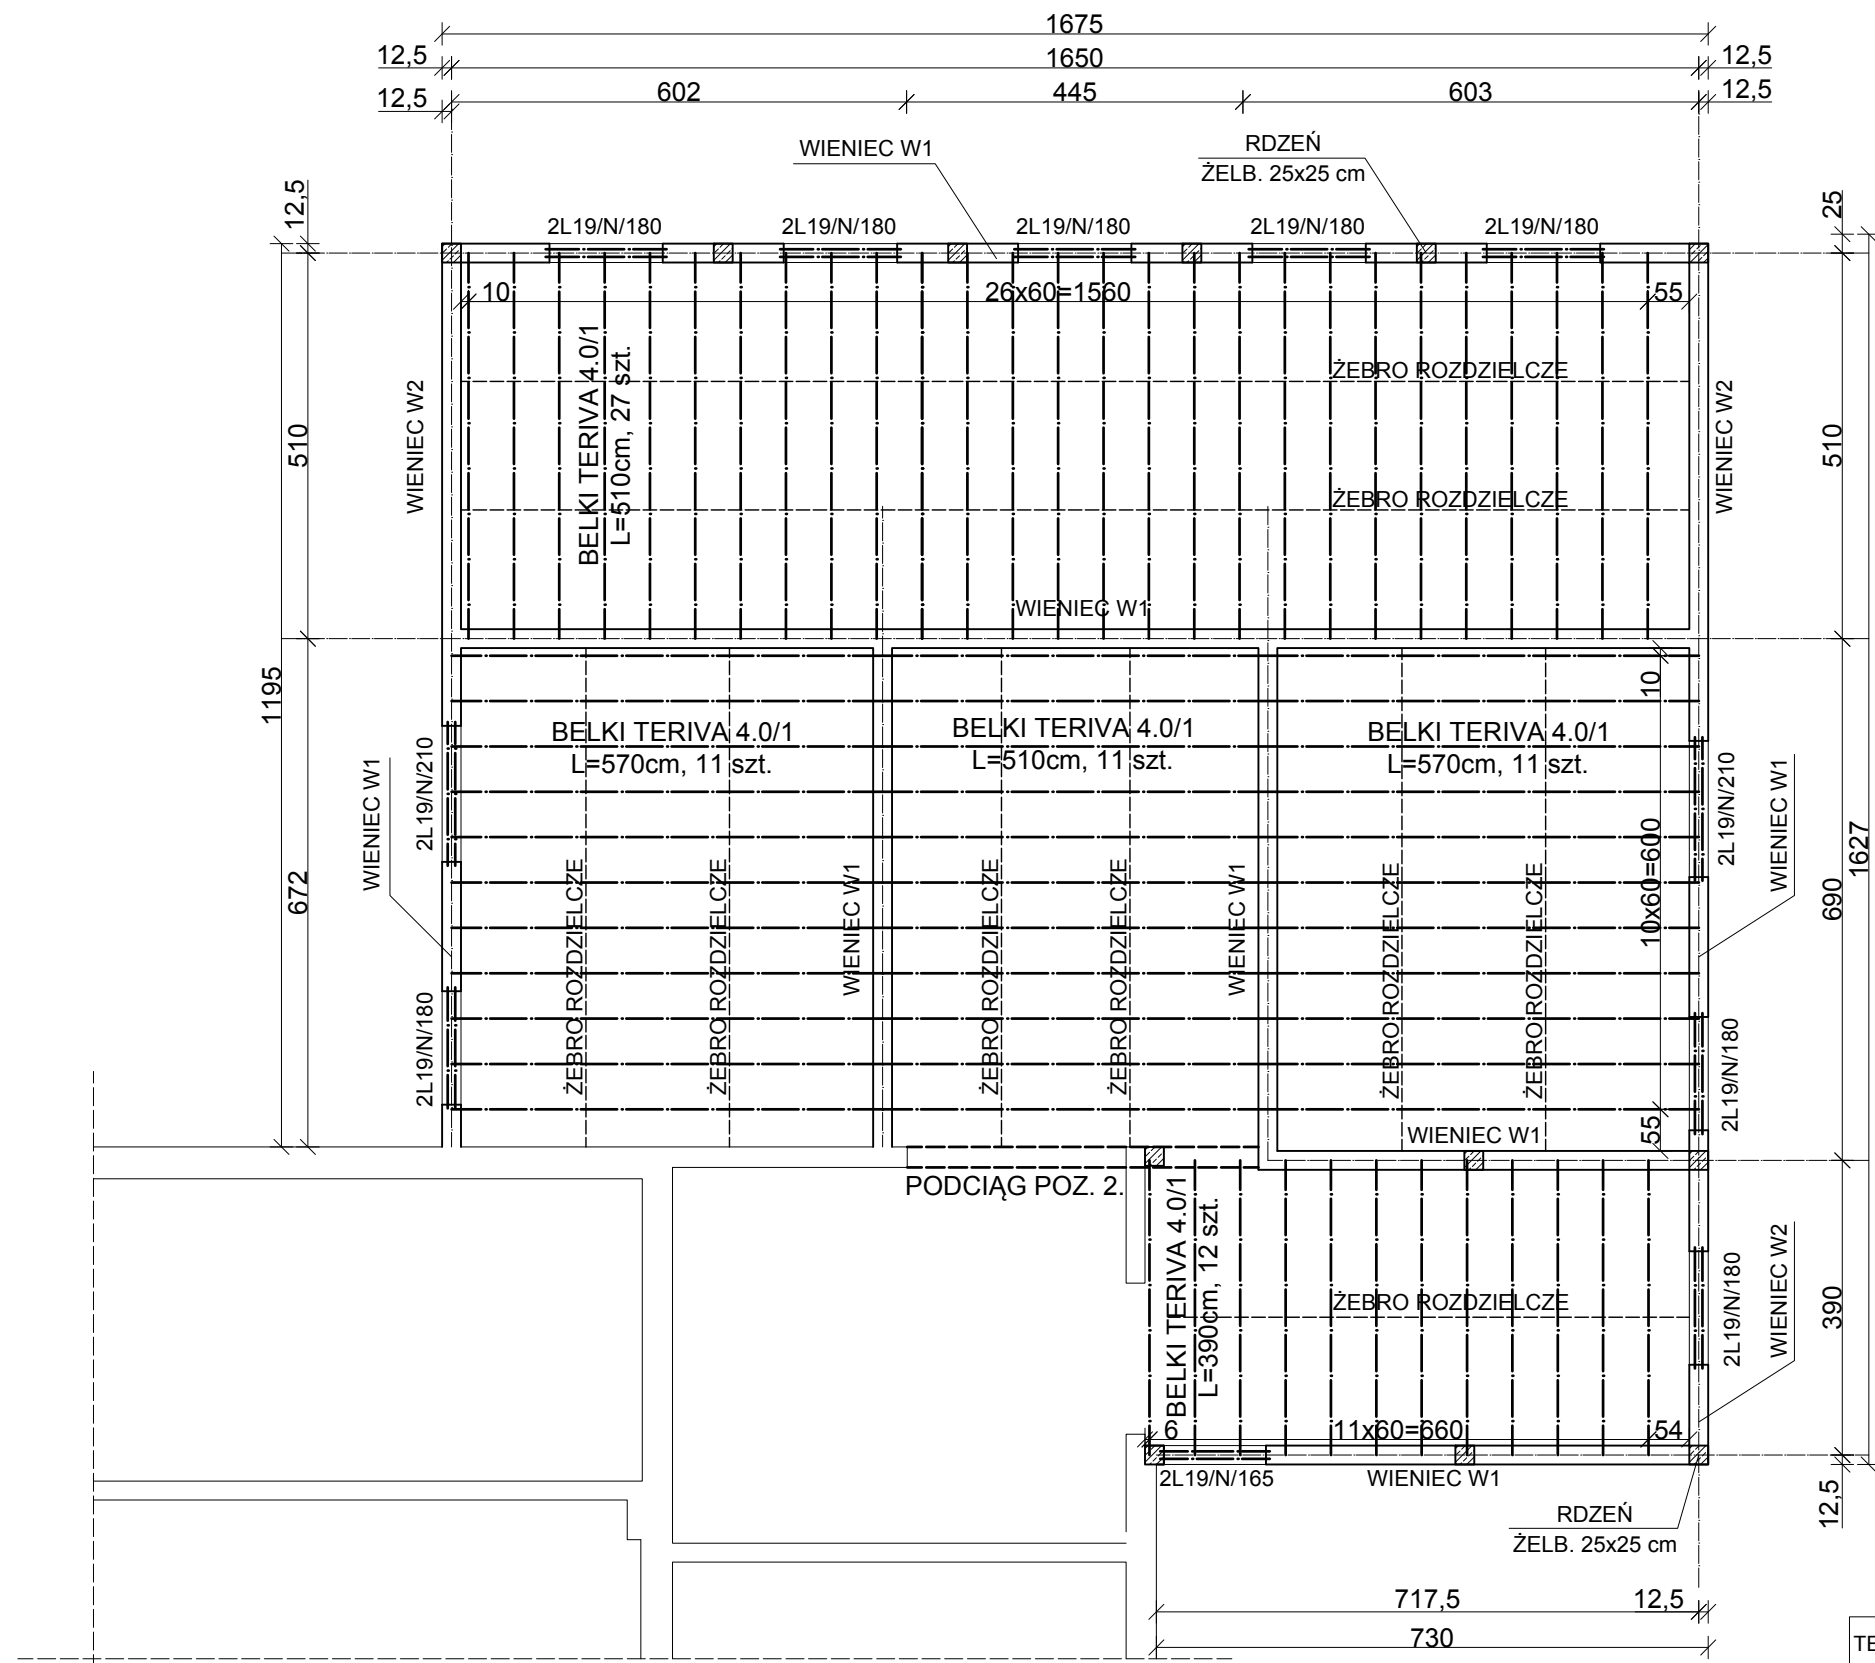 1675
12,5 1650 12,5
12,5 602 445 603 12,5
WIENIEC W1
RDZEŃ
ŻELB. 25x25 cm
12,5
25
2L19/N/180 2L19/N/180 2L19/N/180 2L19/N/180 2L19/N/180
10 26x60=1560 55
BELKI TERIVA 4.0/1
L=510cm, 27 szt.
ŻEBRO ROZDZIELCZE
WIENIEC W2
WIENIEC W2
510
510
ŻEBRO ROZDZIELCZE
WIENIEC W1
1195
672
10
BELKI TERIVA 4.0/1
L=570cm, 11 szt.
BELKI TERIVA 4.0/1
L=510cm, 11 szt.
BELKI TERIVA 4.0/1
L=570cm, 11 szt.
2L19/N/210
WIENIEC W1
2L19/N/210
WIENIEC W1
1627
690
10x60=600
ŻEBRO ROZDZIELCZE
ŻEBRO ROZDZIELCZE
WIENIEC W1
ŻEBRO ROZDZIELCZE
ŻEBRO ROZDZIELCZE
WIENIEC W1
ŻEBRO ROZDZIELCZE
ŻEBRO ROZDZIELCZE
2L19/N/180
2L19/N/180
55
WIENIEC W1
PODCIĄG POZ. 2.
BELKI TERIVA 4.0/1
L=390cm, 12 szt.
ŻEBRO ROZDZIELCZE
2L19/N/180
WIENIEC W2
390
6 11x60=660 54
2L19/N/165 WIENIEC W1
12,5
RDZEŃ
ŻELB. 25x25 cm
717,5 12,5
730